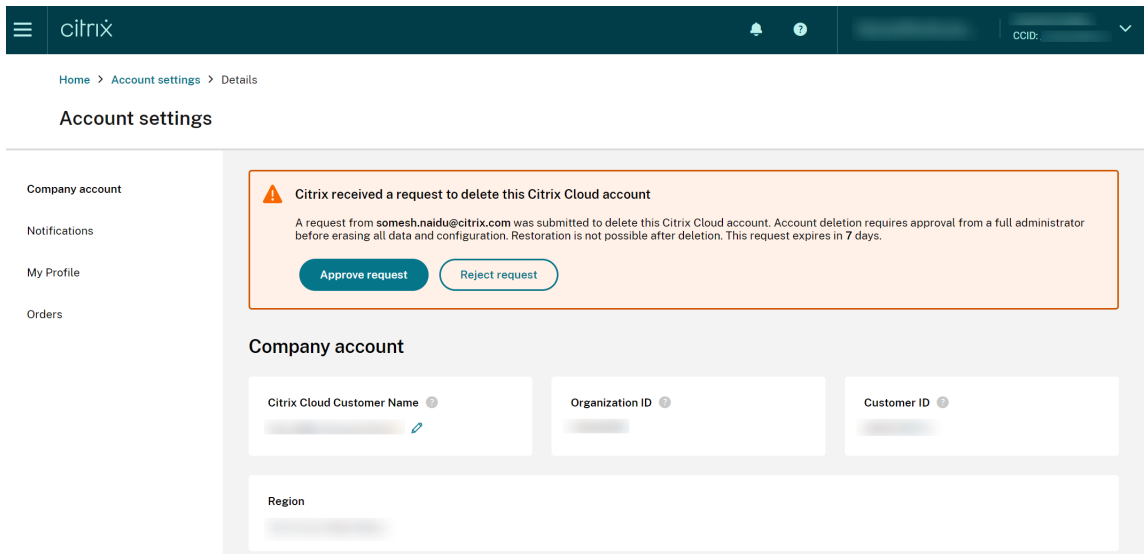 citrix
?
CCID:
Home > Account settings > Details
Account settings
Company account
Notifications
My Profile
Orders
Citrix received a request to delete this Citrix Cloud account
A request from somesh.naidu@citrix.com was submitted to delete this Citrix Cloud account. Account deletion requires approval from a full administrator
before erasing all data and configuration. Restoration is not possible after deletion. This request expires in 7 days.
Approve request
Reject request
Company account
Citrix Cloud Customer Name ?
Organization ID ?
Customer ID ?
Region